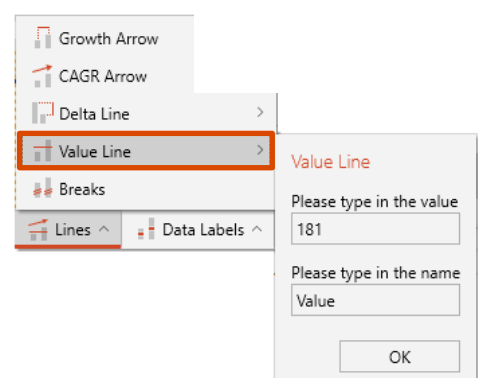 Growth Arrow
CAGR Arrow
Delta Line
Value Line
Breaks
Lines
Data Labels
Value Line
Please type in the value
181
Please type in the name
Value
OK